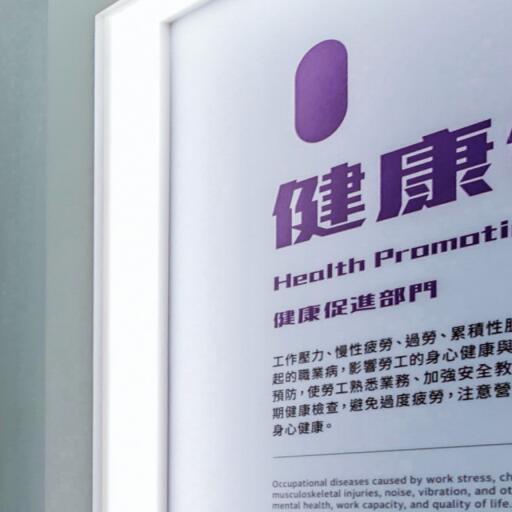 健康
Health Promoti
健康促進部門
工作壓力、慢性疲勞、過勞、累積性
起的職業病，影響勞工的身心健康與
預防，使勞工熟悉業務、加強安全教
期健康檢查，避免過度疲勞，注意營
身心健康。
Occupational diseases caused by work stress, ch
musculoskeletal injuries, noise, vibration, and ot
mental health, work capacity, and quality of life.